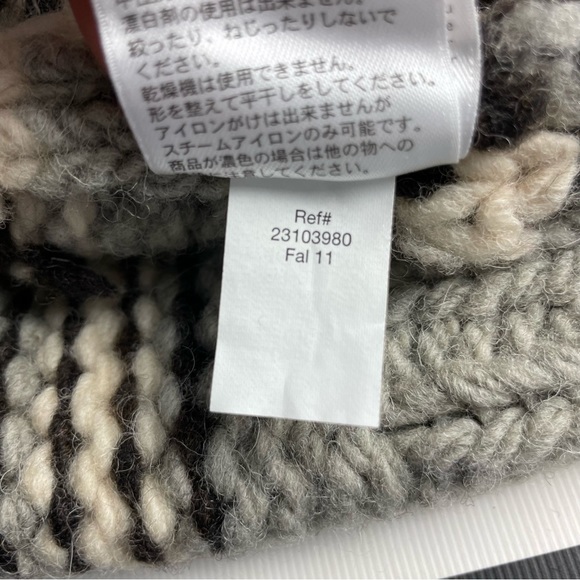 漂白剤の使用は出来ません。
絞ったり、ねじったりしないで
ください。
乾燥機は使用できません。
形を整えて平干しをしてください。
アイロンがけは出来ませんが
スチームアイロンのみ可能です。
商品が濃色の場合は他の物への
注意してください。
Ref#
23103980
Fal 11